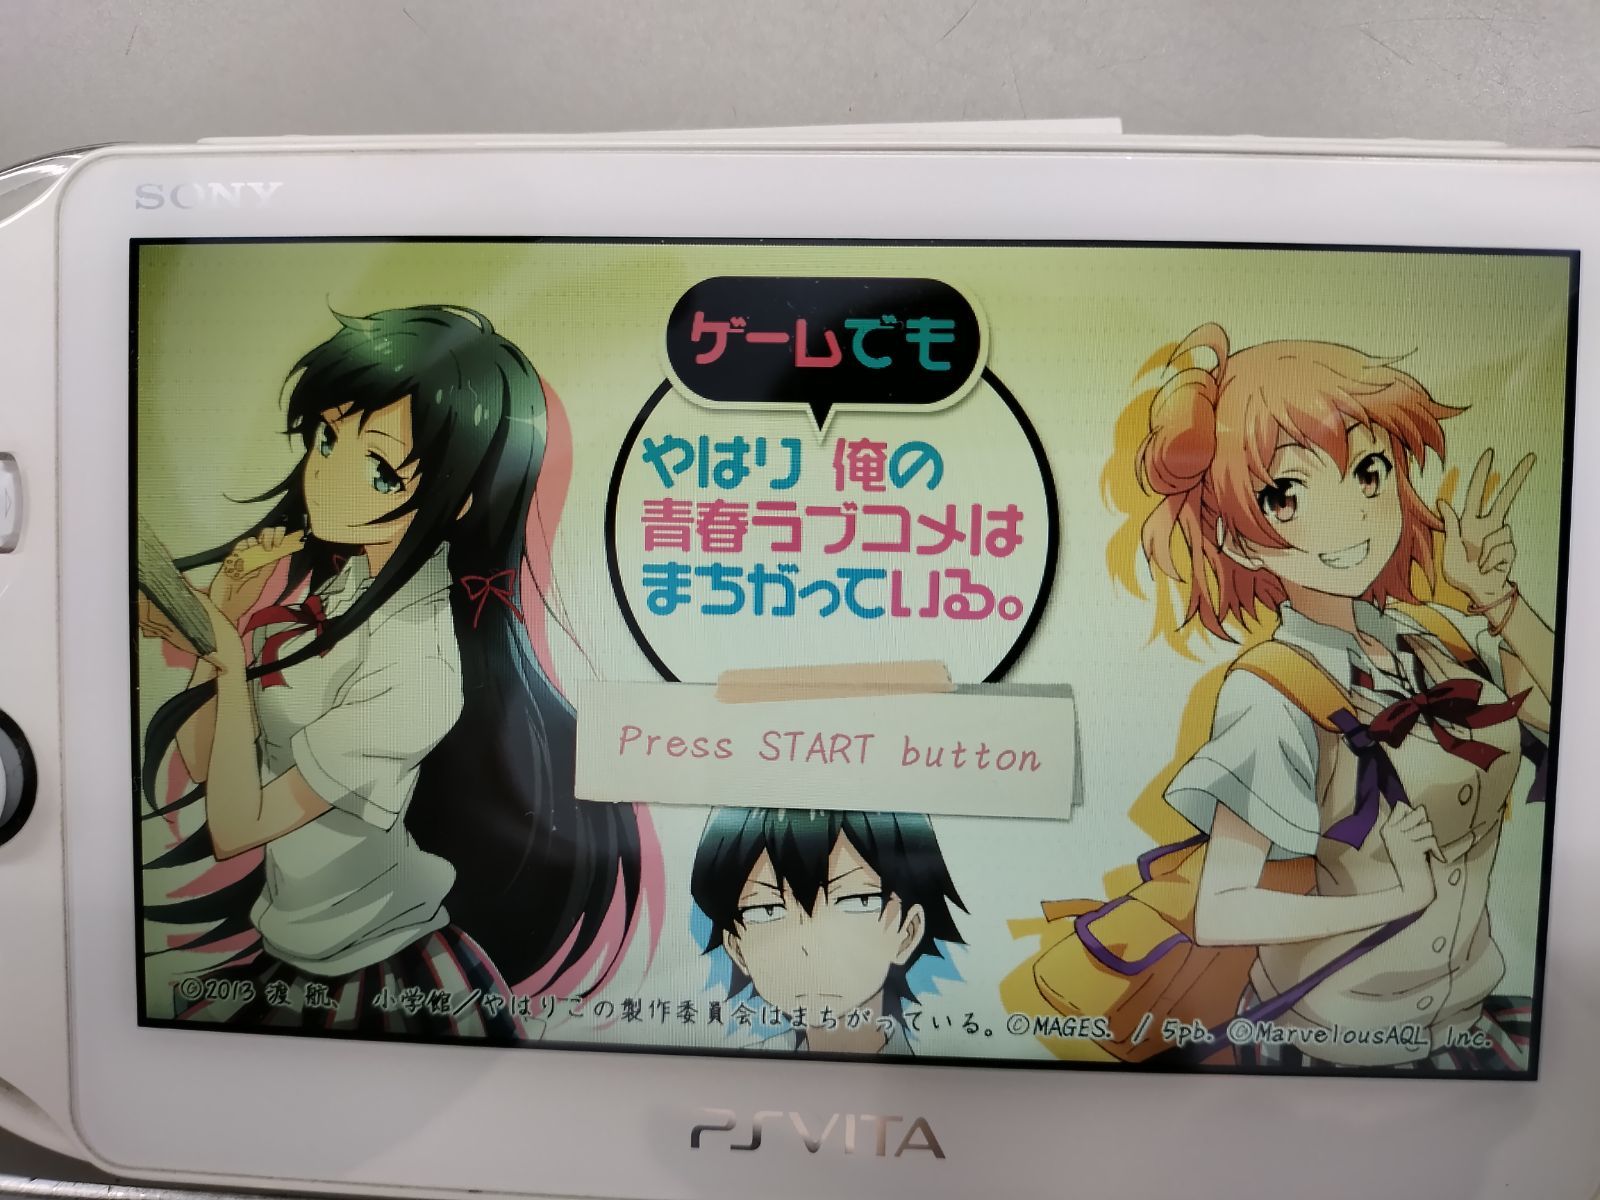 SONY
ゲームでも
やはり俺の
青春ラブコメは
まちがっている。
Press START button
©2013 渡 航、小学館/やはりこの製作委員会はまちがっている。©MAGES. / 5pb. ©MarvelousAQL Inc.
PSVITA